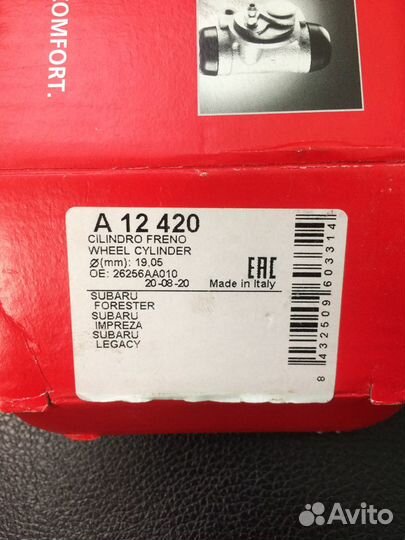 COMFORT.
A 12 420
CILINDRO FRENO
WHEEL CYLINDER
Ø(mm): 19.05
OE: 26256AA010
20-08-20
Made in Italy
EAC
SUBARU
FORESTER
SUBARU
IMPREZA
SUBARU
LEGACY
8 432509 603314
Avito